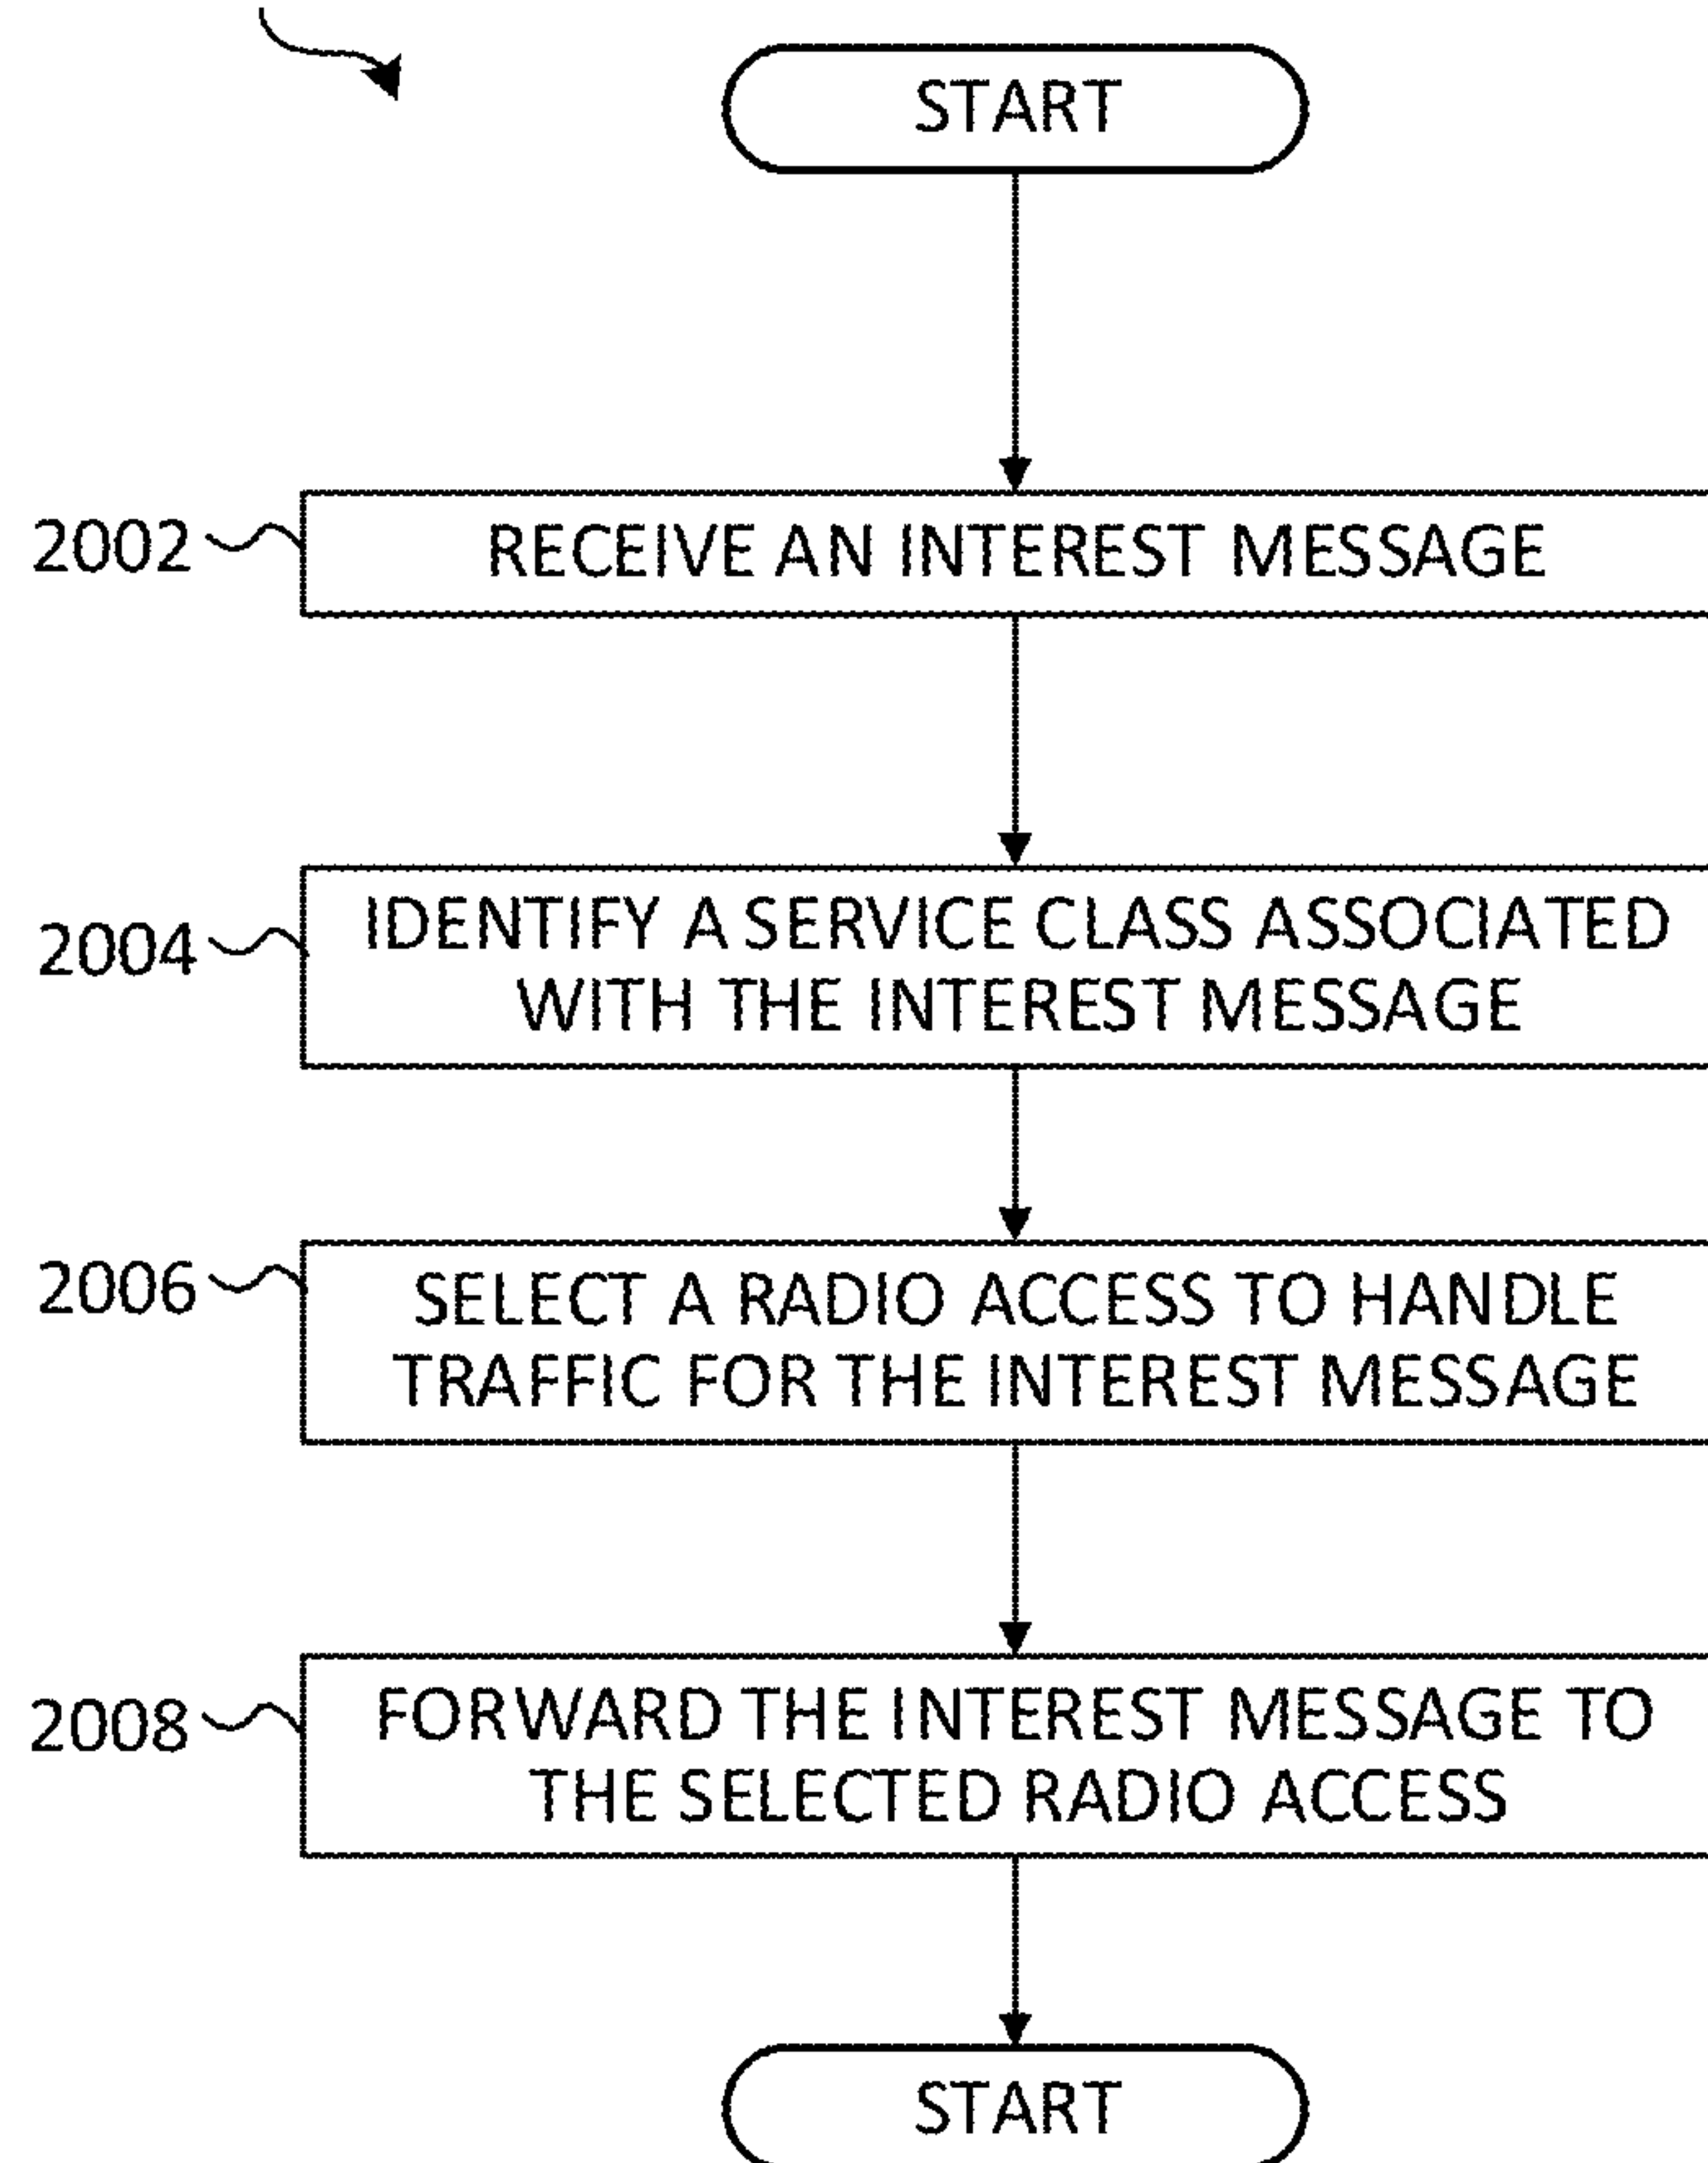 START
2002
RECEIVE AN INTEREST MESSAGE
2004
IDENTIFY A SERVICE CLASS ASSOCIATED
WITH THE INTEREST MESSAGE
2006
SELECT A RADIO ACCESS TO HANDLE
TRAFFIC FOR THE INTEREST MESSAGE
2008
FORWARD THE INTEREST MESSAGE TO
THE SELECTED RADIO ACCESS
START